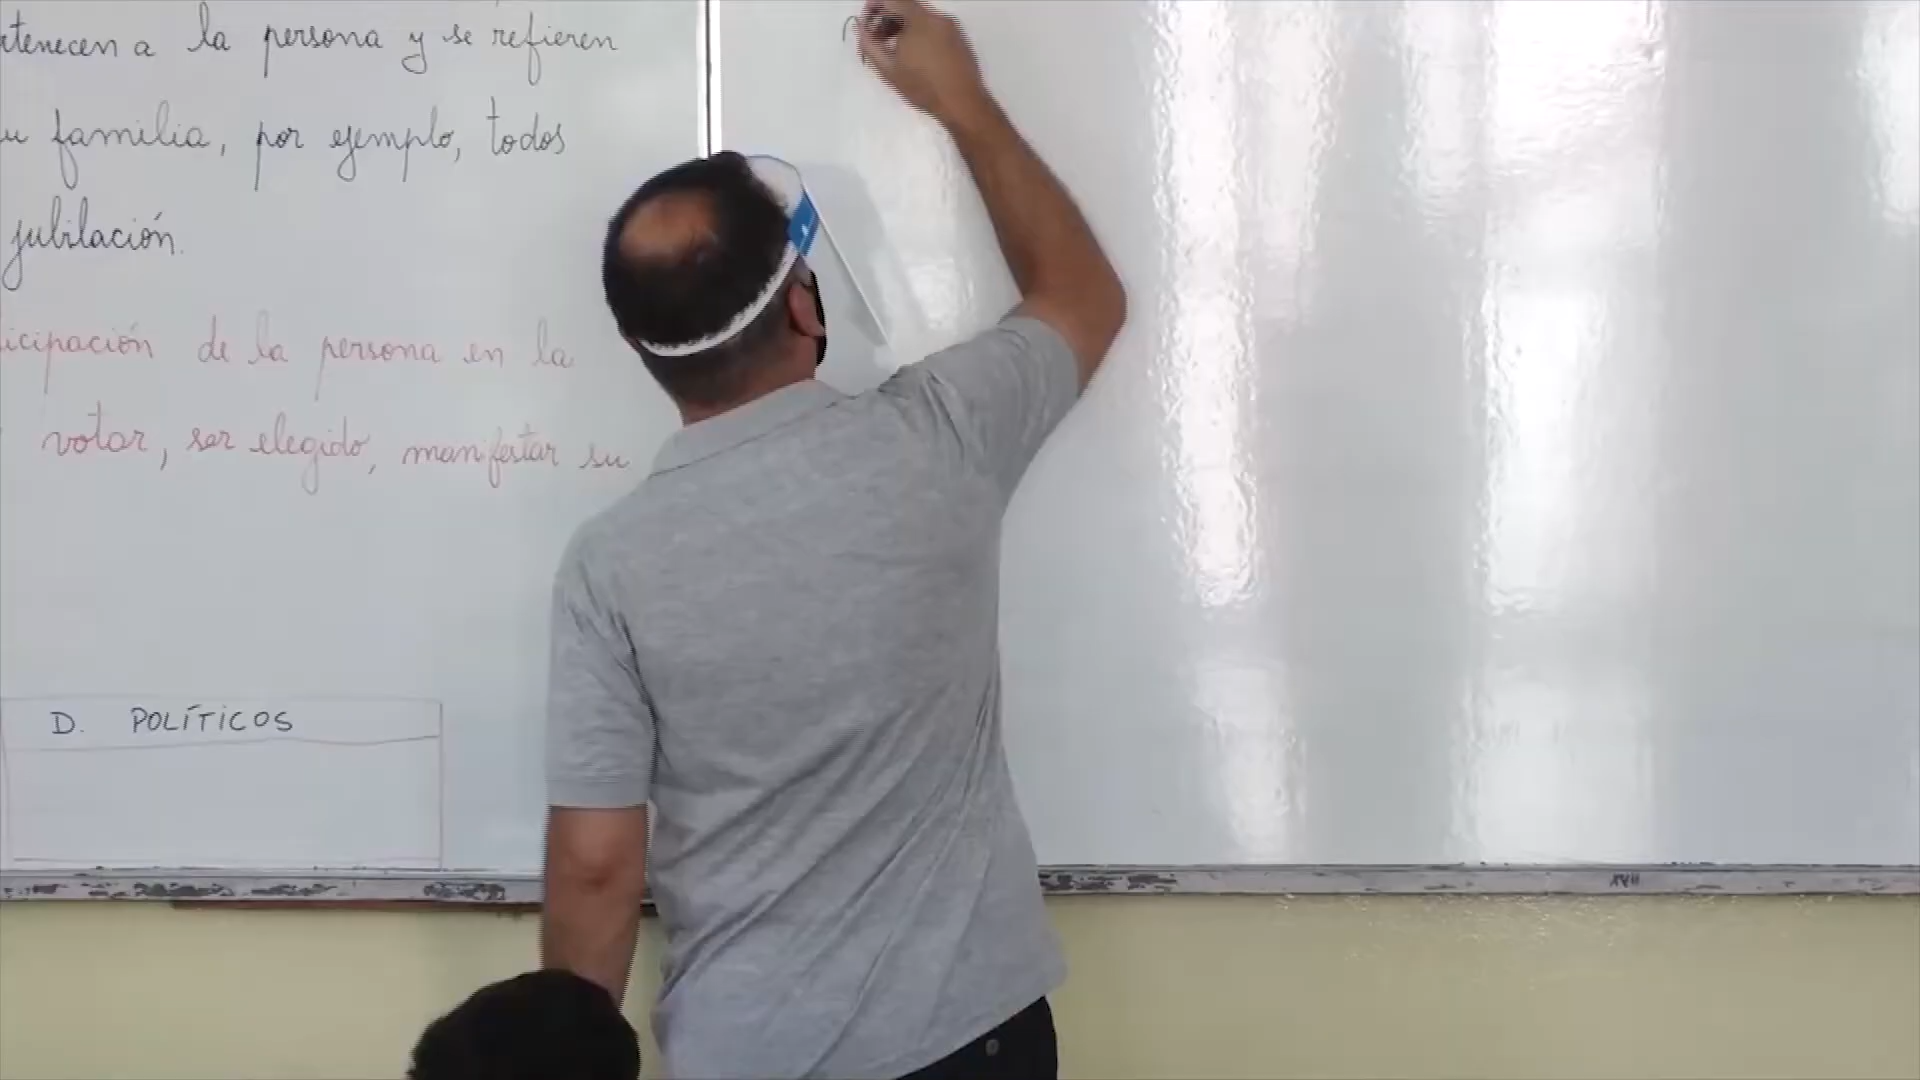 tenecen a la persona y se refieren
u familia, por ejemplo, todos
jubilación.
icipación de la persona en la
votar, ser elegido, manifestar su
D. POLÍTICOS